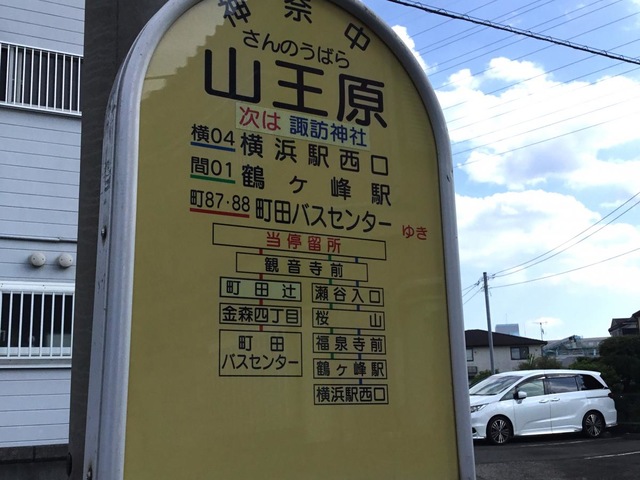 神奈中
さんのうばら
山王原
次は 諏訪神社
横04 横浜駅西口
間01 鶴ヶ峰駅
町87・88 町田バスセンター ゆき
当停留所
観音寺前
町田辻
金森四丁目
町田
バスセンター
瀬谷入口
桜山
福泉寺前
鶴ヶ峰駅
横浜駅西口